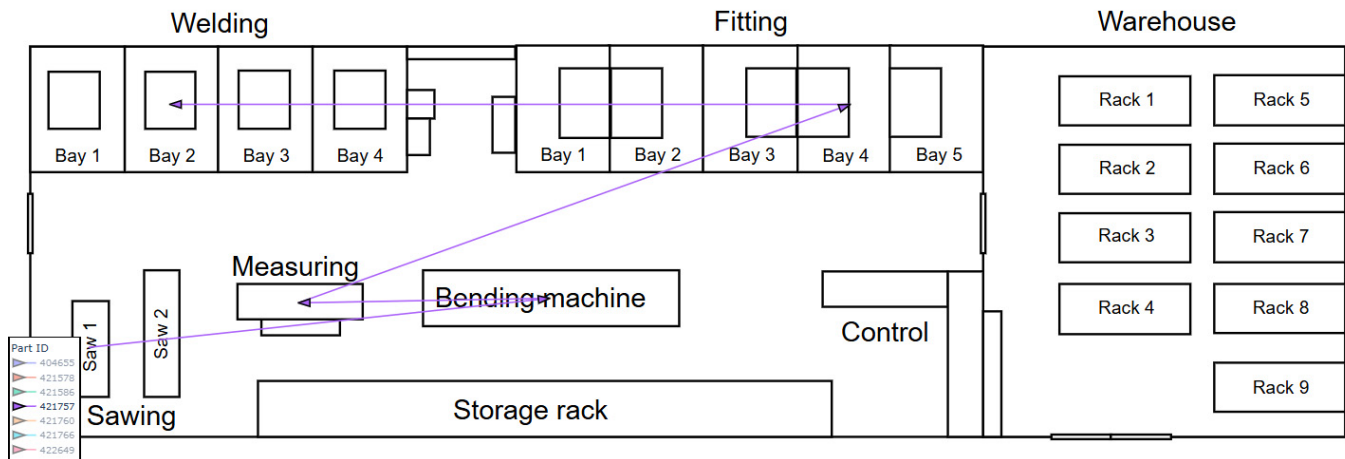 Welding
Fitting
Warehouse
Bay 1
Bay 2
Bay 3
Bay 4
Bay 1
Bay 2
Bay 3
Bay 4
Bay 5
Rack 1
Rack 5
Rack 2
Rack 6
Rack 3
Rack 7
Rack 4
Rack 8
Rack 9
Measuring
Bending machine
Control
Saw 1
Saw 2
Sawing
Storage rack
Part ID
404655
421578
421586
421757
421760
421766
422649